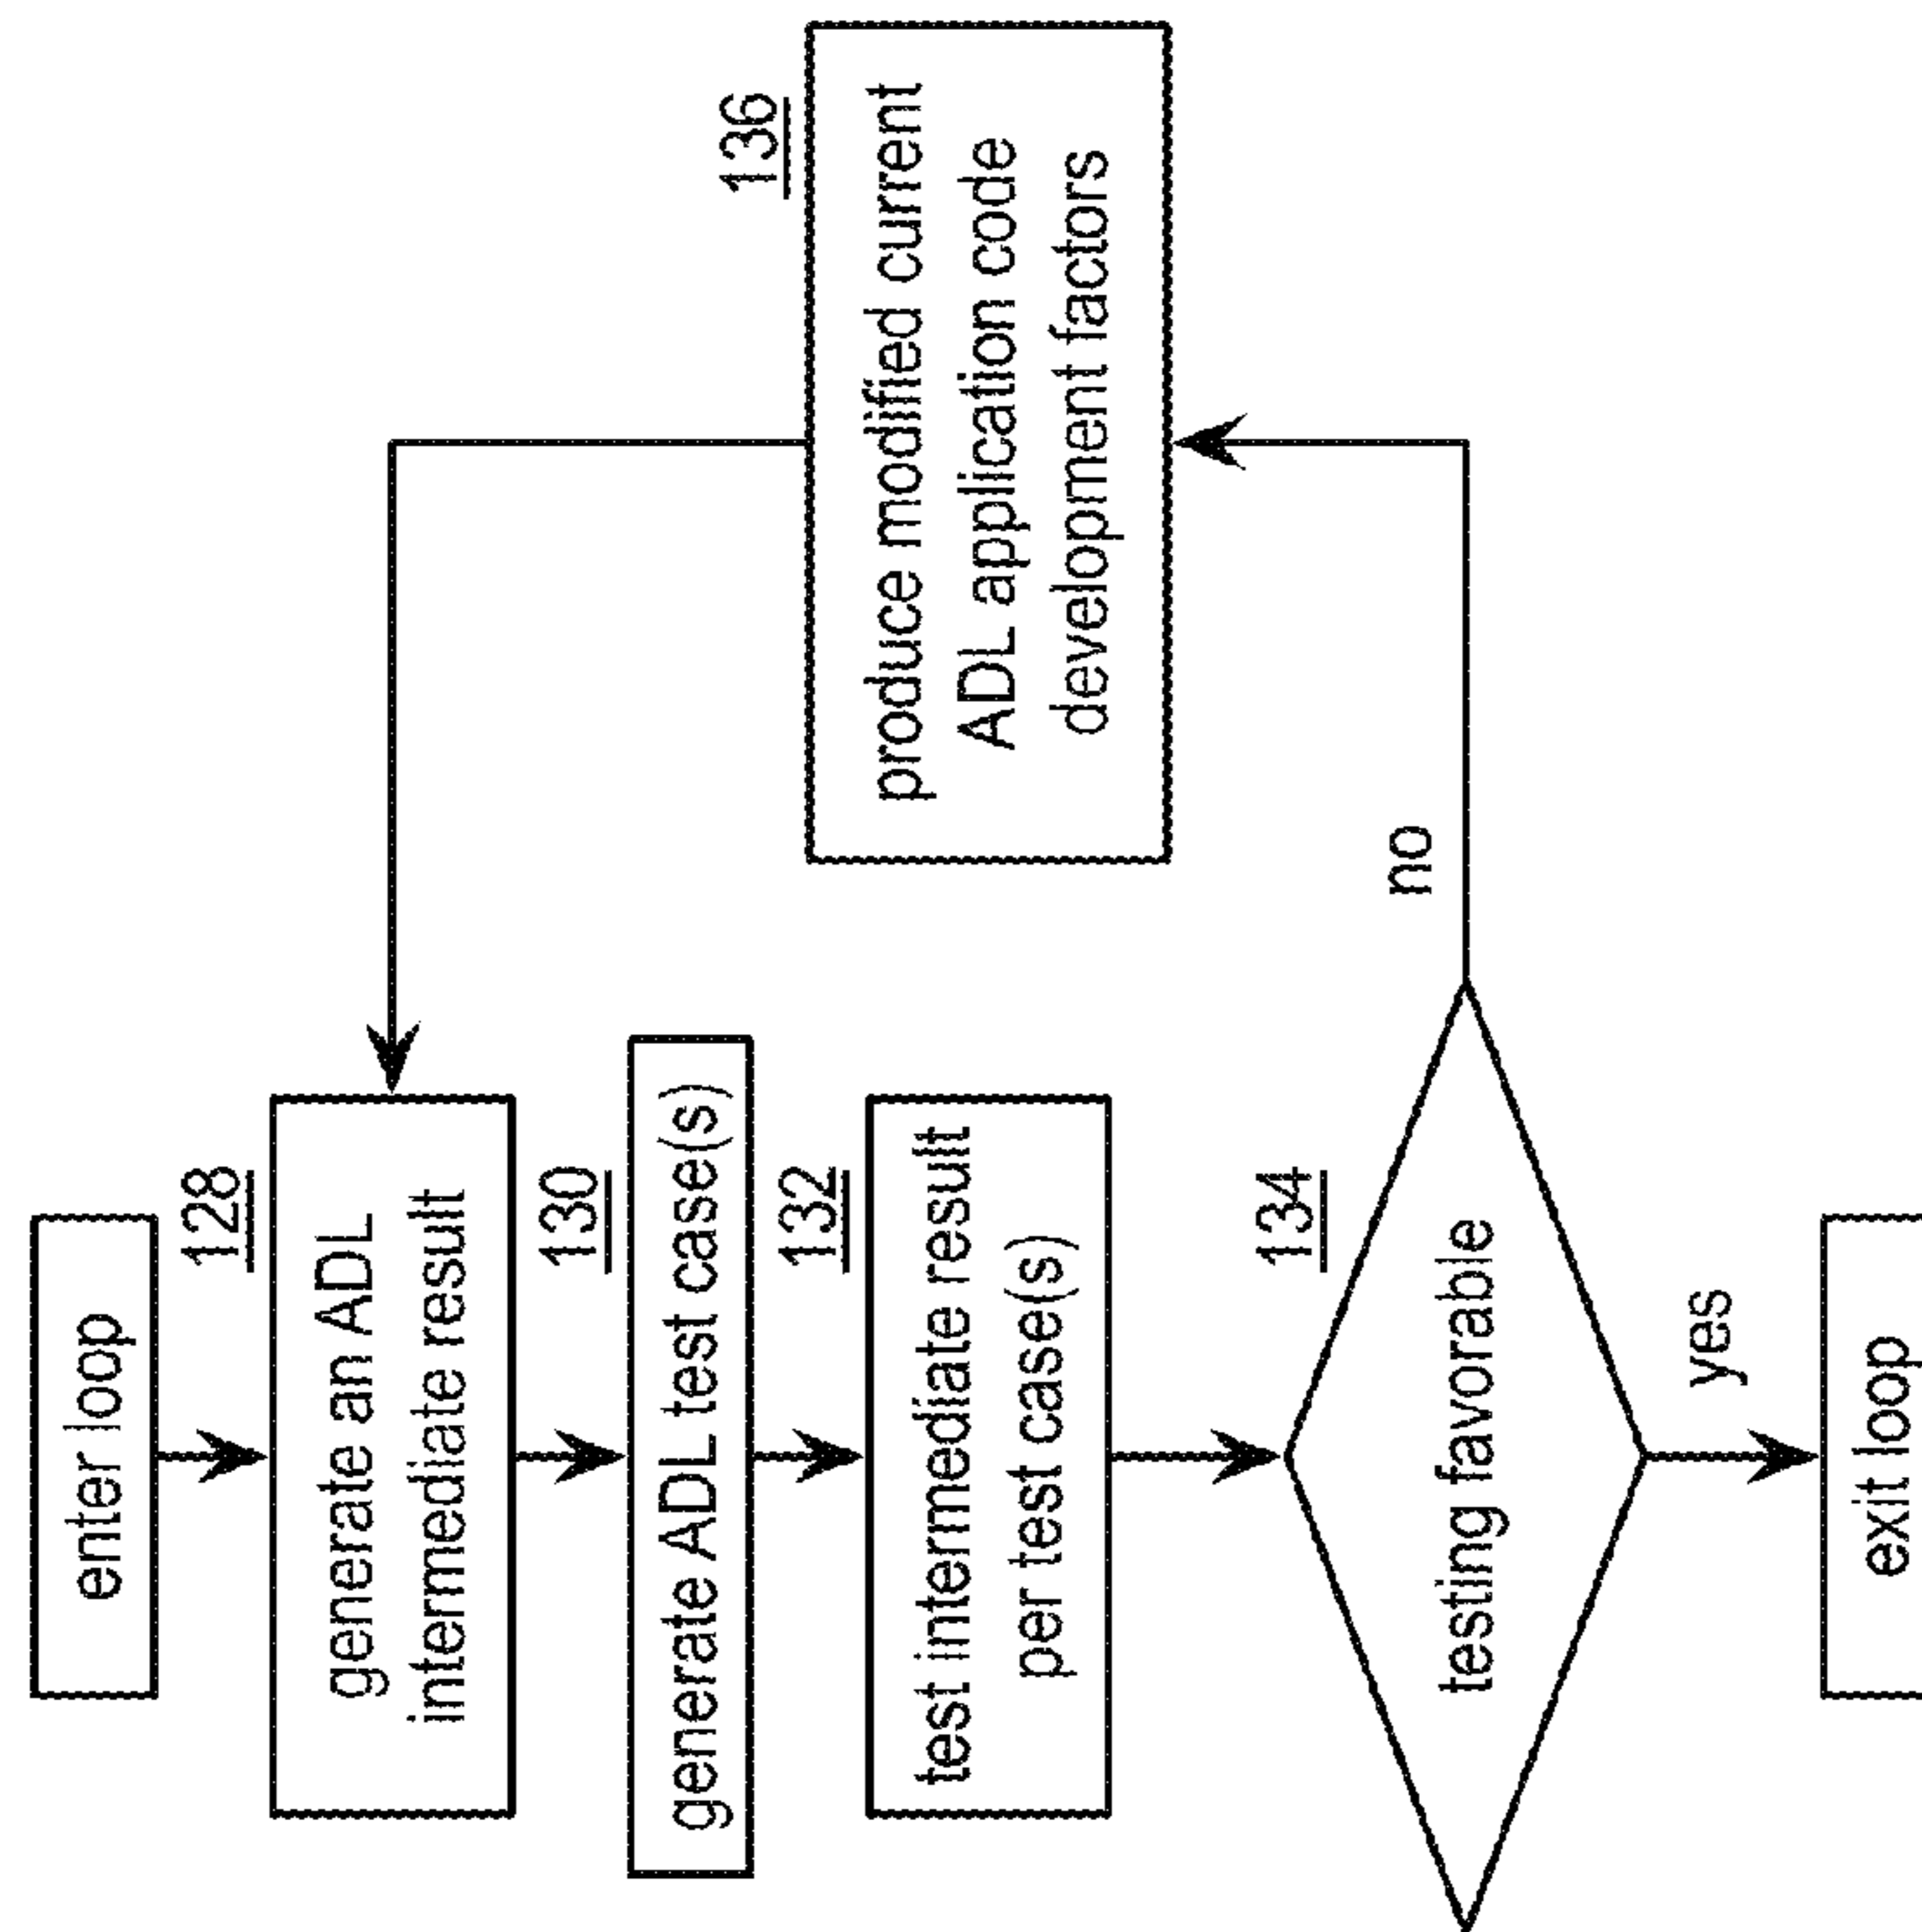 enter loop
128
generate an ADL
intermediate result
130
generate ADL test case(s)
132
test intermediate result
per test case(s)
134
testing favorable
no
yes
exit loop
136
produce modified current
ADL application code
development factors